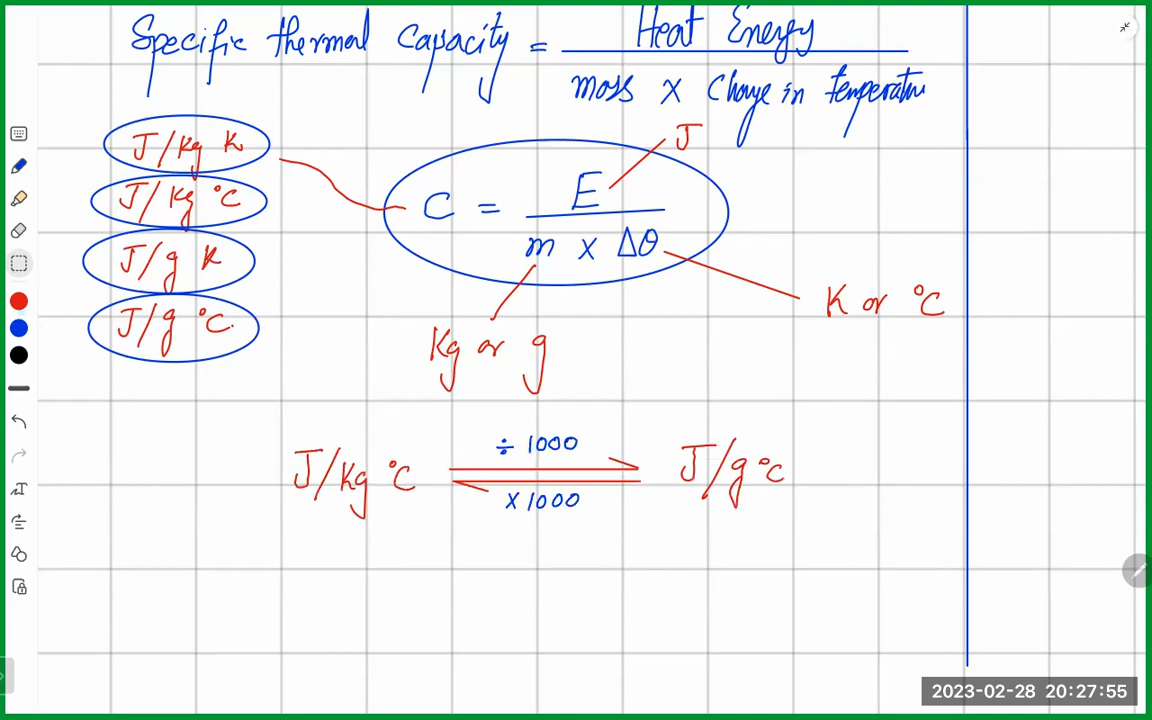 Specific thermal Capacity = Heat Energy
mass X Change in temperature
J/Kg K
J/Kg °C
J/g K
J/g °C
J
C = E
m X Δθ
K or °C
Kg or g
J/Kg °C
÷ 1000
X 1000
J/g °C
2023-02-28 20:27:55